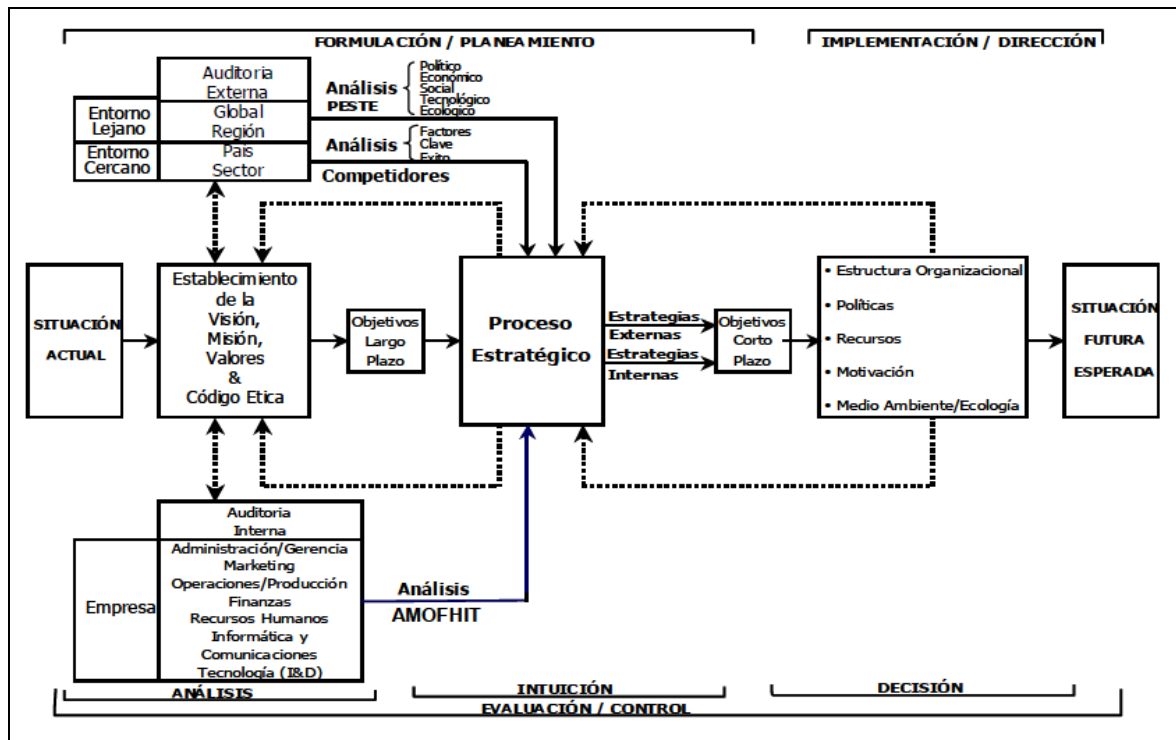 FORMULACIÓN / PLANEAMIENTO
IMPLEMENTACIÓN / DIRECCIÓN
Auditoria
Externa
Entorno
Lejano
Global
Región
Entorno
Cercano
País
Sector
Análisis
PESTE
Político
Económico
Social
Tecnológico
Ecológico
Análisis
Competidores
Factores
Clave
Exito
SITUACIÓN
ACTUAL
Establecimiento
de la
Visión,
Misión,
Valores
&
Código Etica
Objetivos
Largo
Plazo
Proceso
Estratégico
Estrategias
Externas
Estrategias
Internas
Objetivos
Corto
Plazo
• Estructura Organizacional
• Políticas
• Recursos
• Motivación
• Medio Ambiente/Ecología
SITUACIÓN
FUTURA
ESPERADA
Auditoria
Interna
Empresa
Administración/Gerencia
Marketing
Operaciones/Producción
Finanzas
Recursos Humanos
Informática y
Comunicaciones
Tecnología (I&D)
Análisis
AMOFHIT
ANÁLISIS
INTUICIÓN
DECISIÓN
EVALUACIÓN / CONTROL